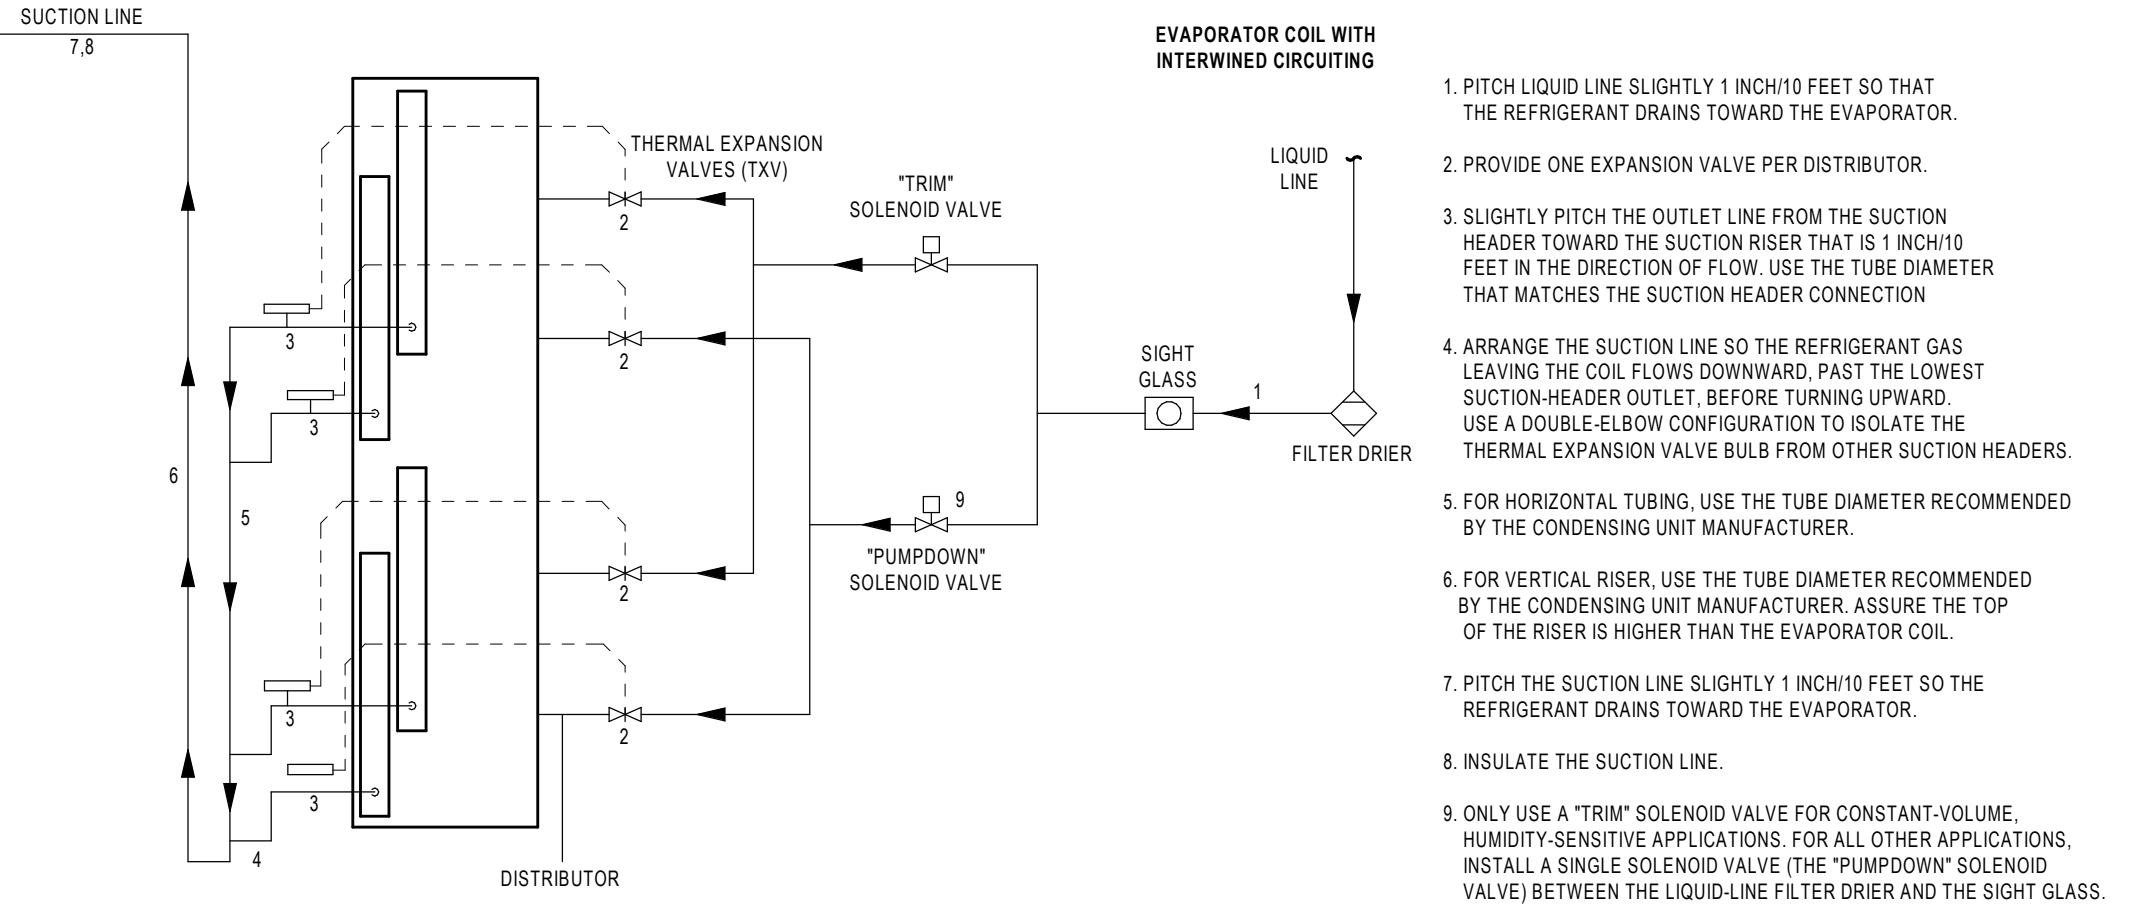 SUCTION LINE
7,8
EVAPORATOR COIL WITH
INTERWINED CIRCUITING
THERMAL EXPANSION
VALVES (TXV)
"TRIM"
SOLENOID VALVE
LIQUID
LINE
2
2
3
3
SIGHT
GLASS
1
FILTER DRIER
6
5
9
"PUMPDOWN"
SOLENOID VALVE
2
3
2
3
4
DISTRIBUTOR
1. PITCH LIQUID LINE SLIGHTLY 1 INCH/10 FEET SO THAT
THE REFRIGERANT DRAINS TOWARD THE EVAPORATOR.
2. PROVIDE ONE EXPANSION VALVE PER DISTRIBUTOR.
3. SLIGHTLY PITCH THE OUTLET LINE FROM THE SUCTION
HEADER TOWARD THE SUCTION RISER THAT IS 1 INCH/10
FEET IN THE DIRECTION OF FLOW. USE THE TUBE DIAMETER
THAT MATCHES THE SUCTION HEADER CONNECTION
4. ARRANGE THE SUCTION LINE SO THE REFRIGERANT GAS
LEAVING THE COIL FLOWS DOWNWARD, PAST THE LOWEST
SUCTION-HEADER OUTLET, BEFORE TURNING UPWARD.
USE A DOUBLE-ELBOW CONFIGURATION TO ISOLATE THE
THERMAL EXPANSION VALVE BULB FROM OTHER SUCTION HEADERS.
5. FOR HORIZONTAL TUBING, USE THE TUBE DIAMETER RECOMMENDED
BY THE CONDENSING UNIT MANUFACTURER.
6. FOR VERTICAL RISER, USE THE TUBE DIAMETER RECOMMENDED
BY THE CONDENSING UNIT MANUFACTURER. ASSURE THE TOP
OF THE RISER IS HIGHER THAN THE EVAPORATOR COIL.
7. PITCH THE SUCTION LINE SLIGHTLY 1 INCH/10 FEET SO THE
REFRIGERANT DRAINS TOWARD THE EVAPORATOR.
8. INSULATE THE SUCTION LINE.
9. ONLY USE A "TRIM" SOLENOID VALVE FOR CONSTANT-VOLUME,
HUMIDITY-SENSITIVE APPLICATIONS. FOR ALL OTHER APPLICATIONS,
INSTALL A SINGLE SOLENOID VALVE (THE "PUMPDOWN" SOLENOID
VALVE) BETWEEN THE LIQUID-LINE FILTER DRIER AND THE SIGHT GLASS.